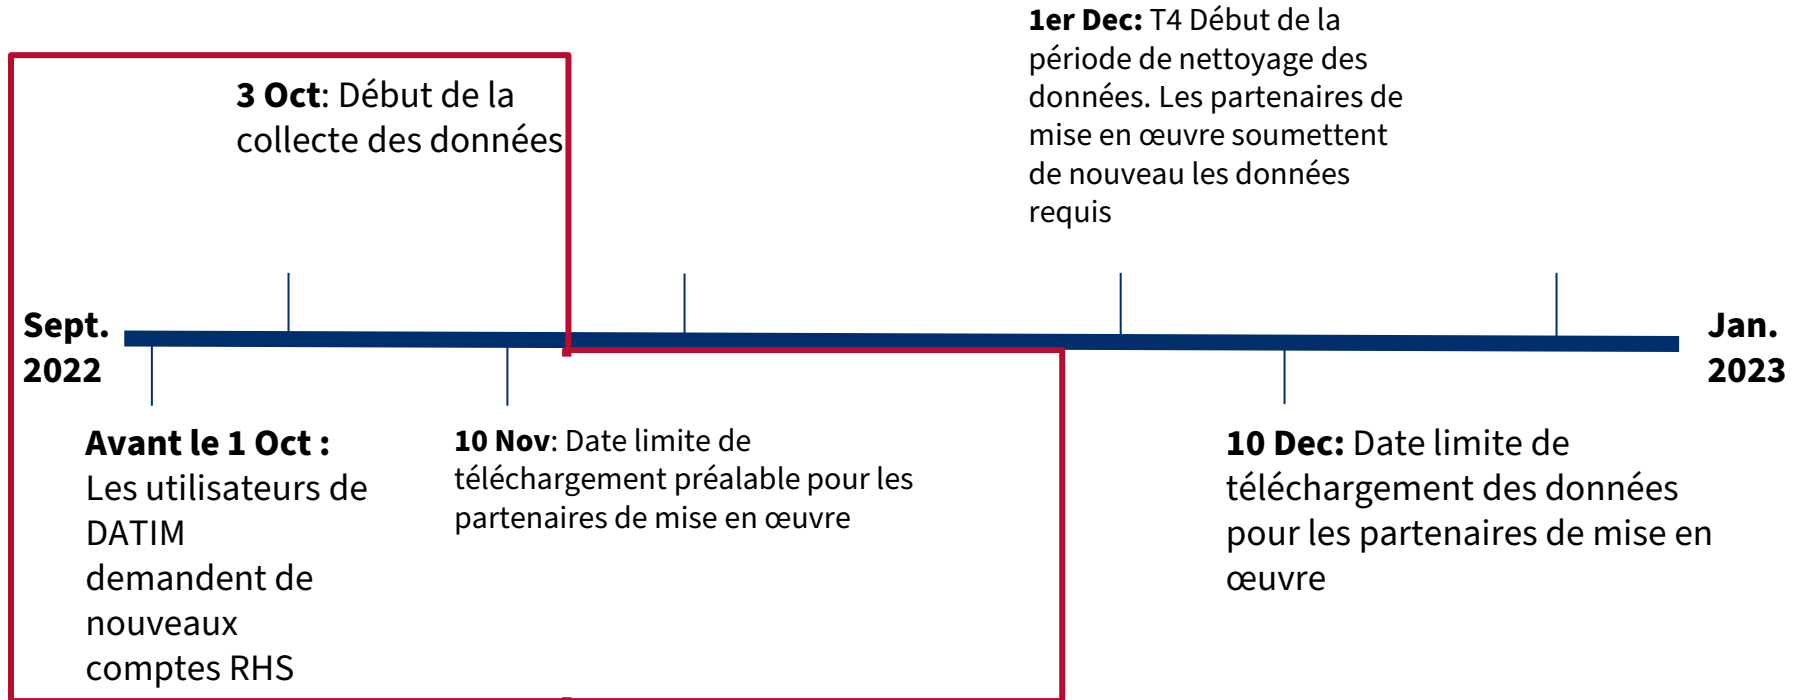 3 Oct: Début de la
collecte des données
1er Dec: T4 Début de la
période de nettoyage des
données. Les partenaires de
mise en œuvre soumettent
de nouveau les données
requis
Sept.
2022
Jan.
2023
Avant le 1 Oct :
Les utilisateurs de
DATIM
demandent de
nouveaux
comptes RHS
10 Nov: Date limite de
téléchargement préalable pour les
partenaires de mise en œuvre
10 Dec: Date limite de
téléchargement des données
pour les partenaires de mise en
œuvre